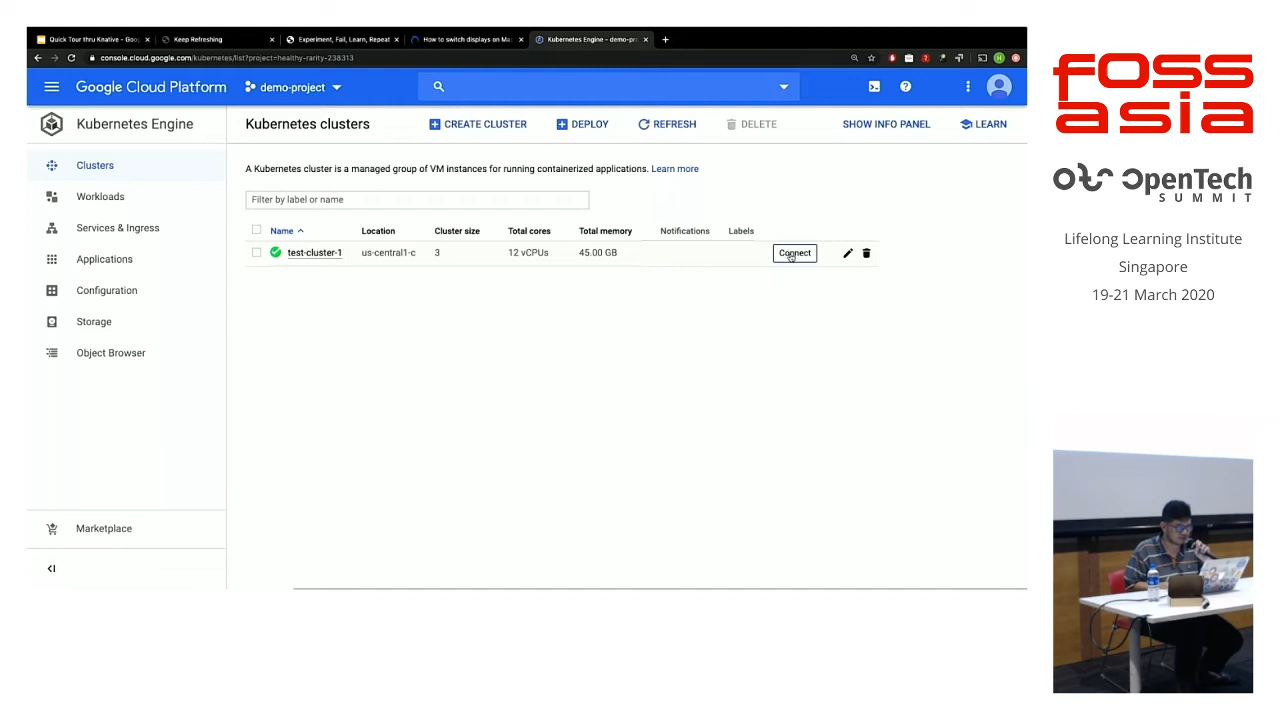 Quick Tour thru Knative - Goo
Keep Refreshing
Experiment, Fail, Learn, Repeat
How to switch displays on Ma
Kubernetes Engine - demo-pro
console.cloud.google.com/kubernetes/list?project=healthy-rarity-238313
Google Cloud Platform
demo-project
Kubernetes Engine
Kubernetes clusters
CREATE CLUSTER
DEPLOY
REFRESH
DELETE
SHOW INFO PANEL
LEARN
Clusters
Workloads
Services & Ingress
Applications
Configuration
Storage
Object Browser
Marketplace
A Kubernetes cluster is a managed group of VM instances for running containerized applications. Learn more
Filter by label or name
Name Location Cluster size Total cores Total memory Notifications Labels
test-cluster-1 us-central1-c 3 12 vCPUs 45.00 GB Connect
FOSS
asia
OpenTech
SUMMIT
Lifelong Learning Institute
Singapore
19-21 March 2020